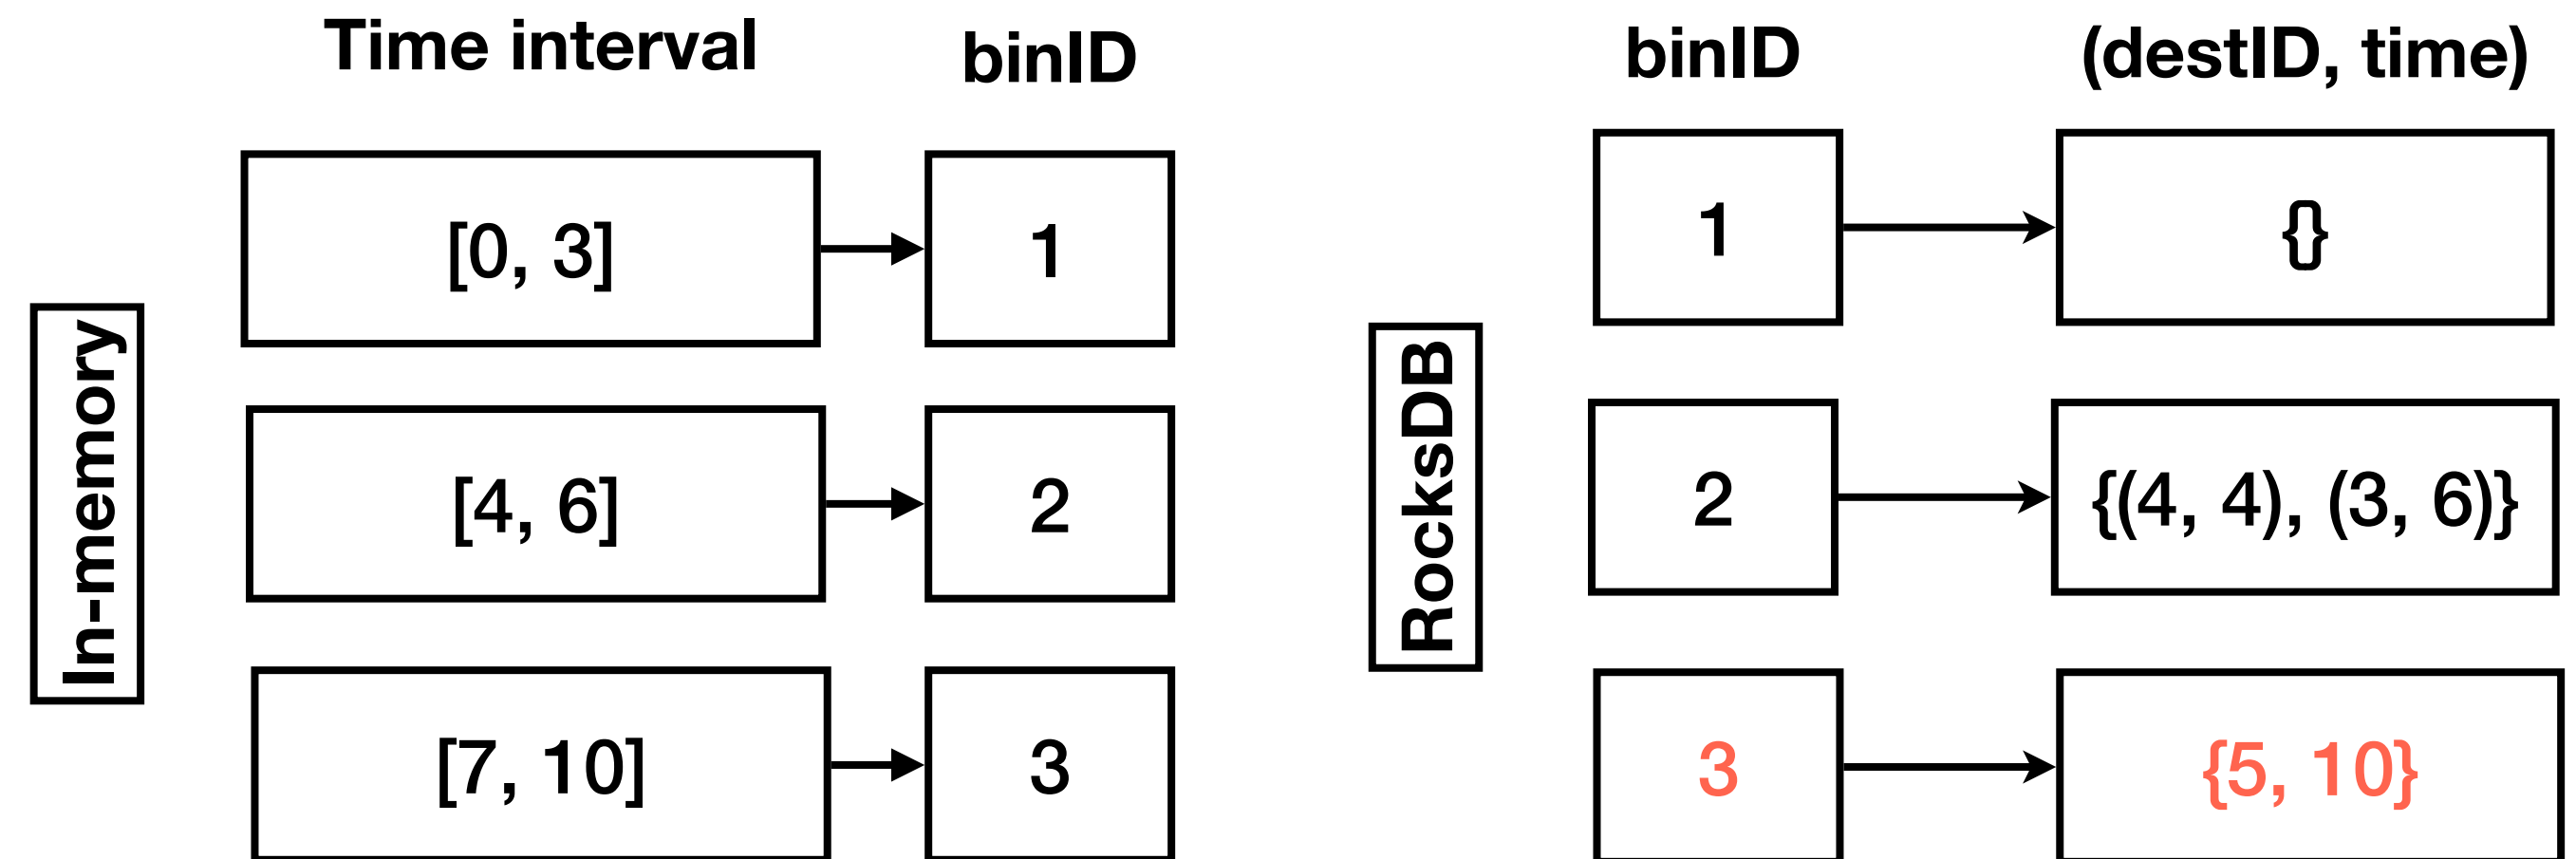 Time interval
binID
In-memory
[0, 3]
1
[4, 6]
2
[7, 10]
3
binID
(destID, time)
RocksDB
1
{}
2
{(4, 4), (3, 6)}
3
{5, 10}